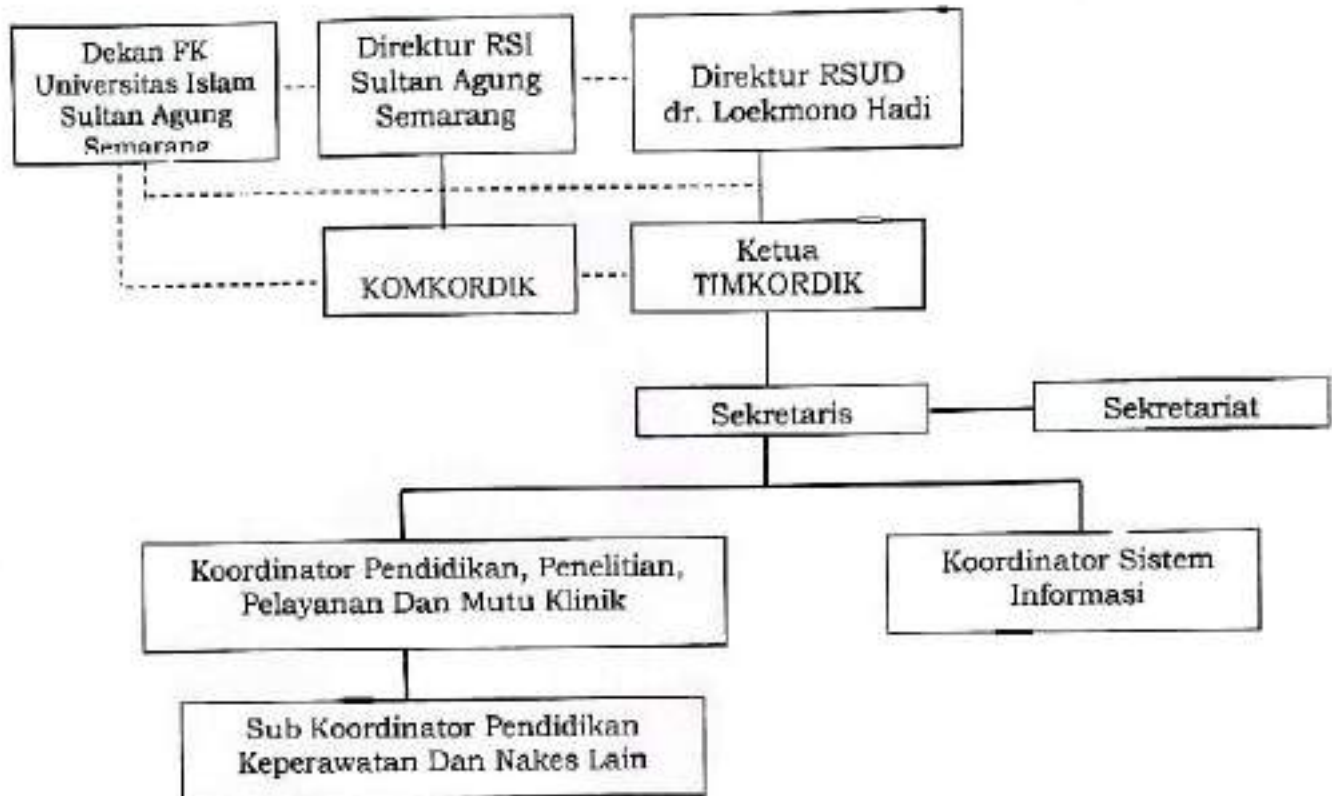 Dekan FK
Universitas Islam
Sultan Agung
Semarang
Direktur RSI
Sultan Agung
Semarang
Direktur RSUD
dr. Loekmono Hadi
KOMKORDIK
Ketua
TIMKORDIK
Sekretaris
Sekretariat
Koordinator Pendidikan, Penelitian,
Pelayanan Dan Mutu Klinik
Koordinator Sistem
Informasi
Sub Koordinator Pendidikan
Keperawatan Dan Nakes Lain